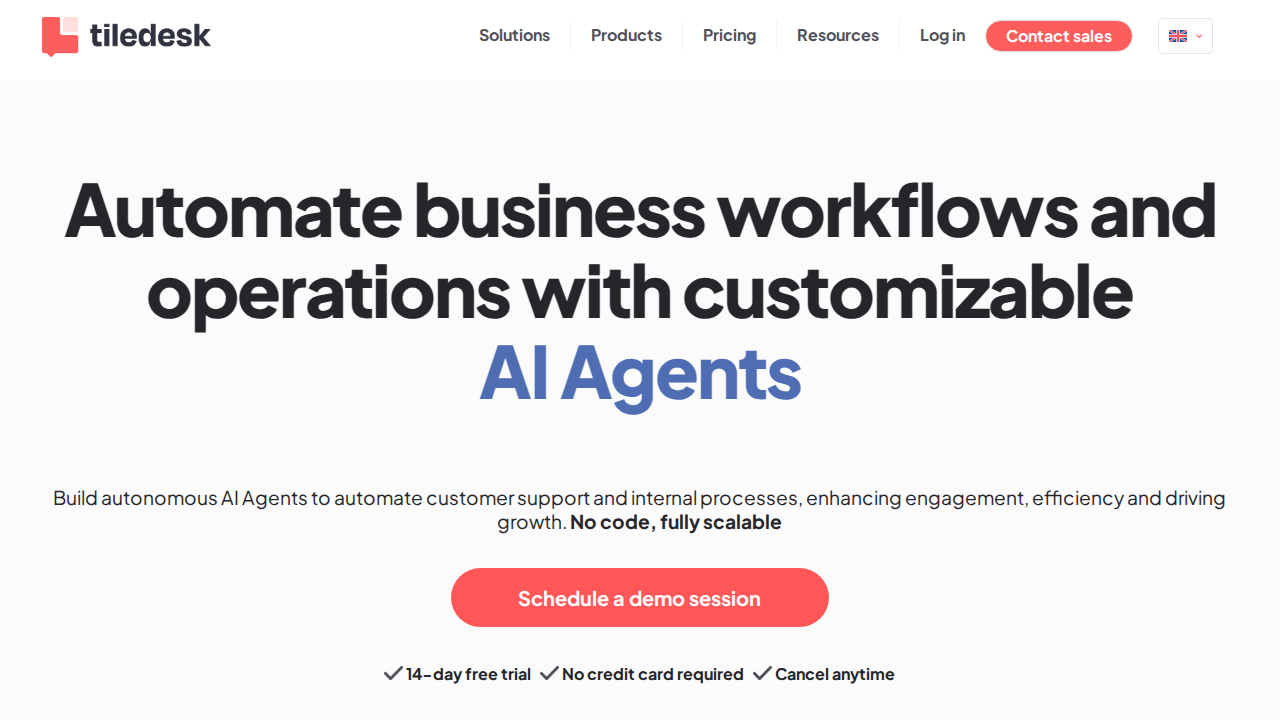 tiledesk
Solutions
Products
Pricing
Resources
Log in
Contact sales
Automate business workflows and
operations with customizable
AI Agents
Build autonomous AI Agents to automate customer support and internal processes, enhancing engagement, efficiency and driving
growth. No code, fully scalable
Schedule a demo session
14-day free trial
No credit card required
Cancel anytime